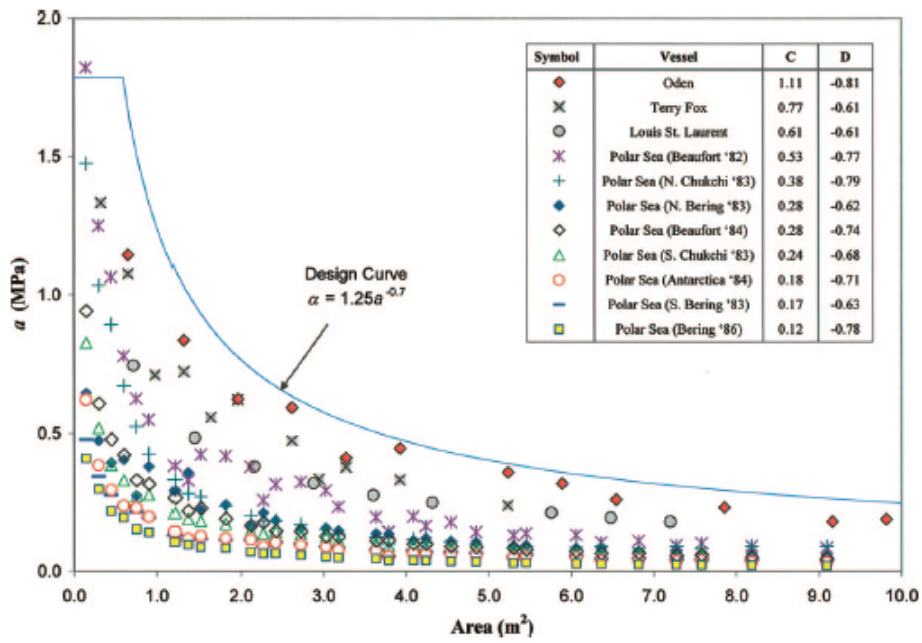 2.0
1.5
1.0
0.5
0.0
a (MPa)
0.0 1.0 2.0 3.0 4.0 5.0 6.0 7.0 8.0 9.0 10.0
Area (m²)
Design Curve
α = 1.25a^-0.7
Symbol Vessel C D
Oden 1.11 -0.81
Terry Fox 0.77 -0.61
Louis St. Laurent 0.61 -0.61
Polar Sea (Beaufort ‘82) 0.53 -0.77
Polar Sea (N. Chukchi ‘83) 0.38 -0.79
Polar Sea (N. Bering ‘83) 0.28 -0.62
Polar Sea (Beaufort ‘84) 0.28 -0.74
Polar Sea (S. Chukchi ‘83) 0.24 -0.68
Polar Sea (Antarctica ‘84) 0.18 -0.71
Polar Sea (S. Bering ‘83) 0.17 -0.63
Polar Sea (Bering ‘86) 0.12 -0.78